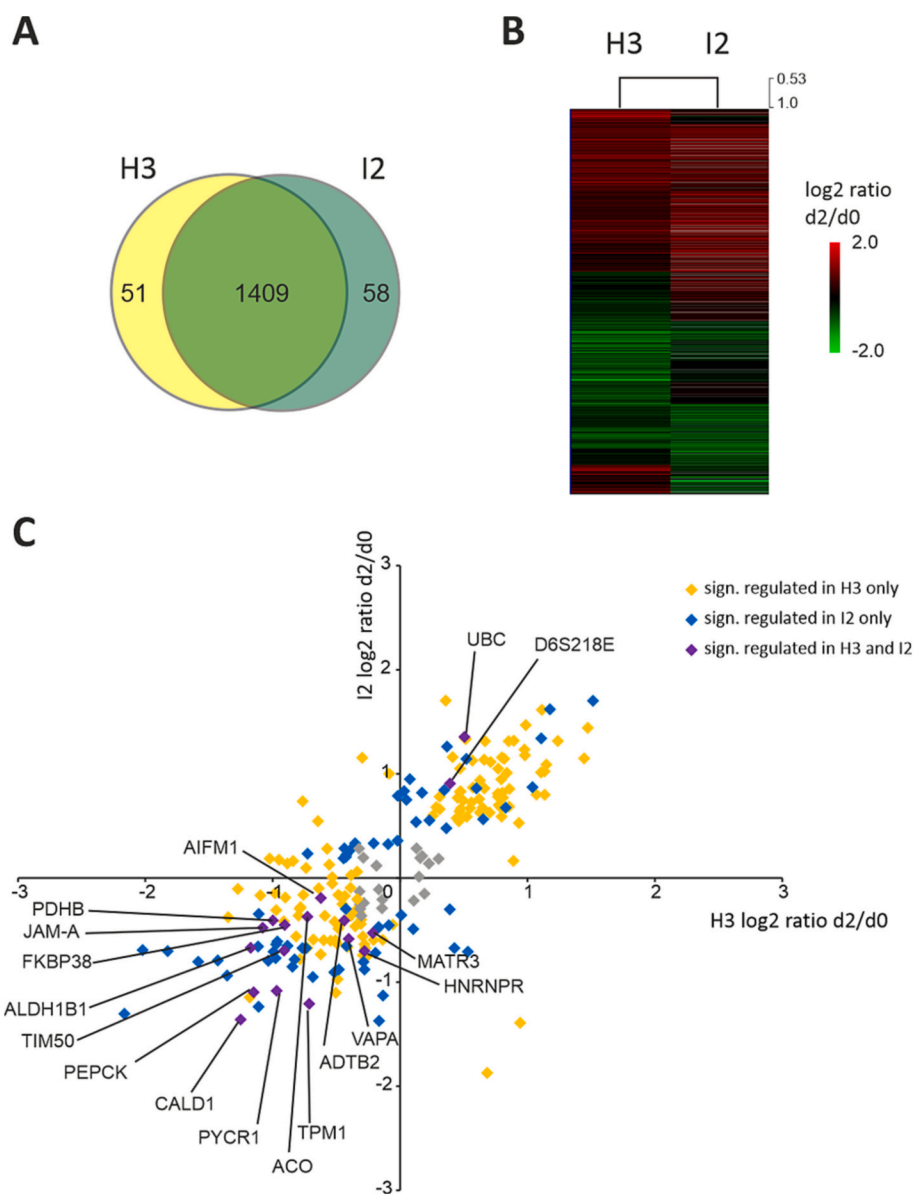 A
B
H3 I2
0.53
1.0
H3 I2
51 1409 58
log2 ratio
d2/d0
2.0
-2.0
C
I2 log2 ratio d2/d0
3
2
1
0
-1
-2
-3
-3 -2 -1 0 1 2 3
H3 log2 ratio d2/d0
sign. regulated in H3 only
sign. regulated in I2 only
sign. regulated in H3 and I2
UBC
D6S218E
AIFM1
PDHB
JAM-A
FKBP38
ALDH1B1
TIM50
PEPCK
CALD1
PYCR1
ACO
TPM1
ADTB2
VAPA
HNRNPR
MATR3